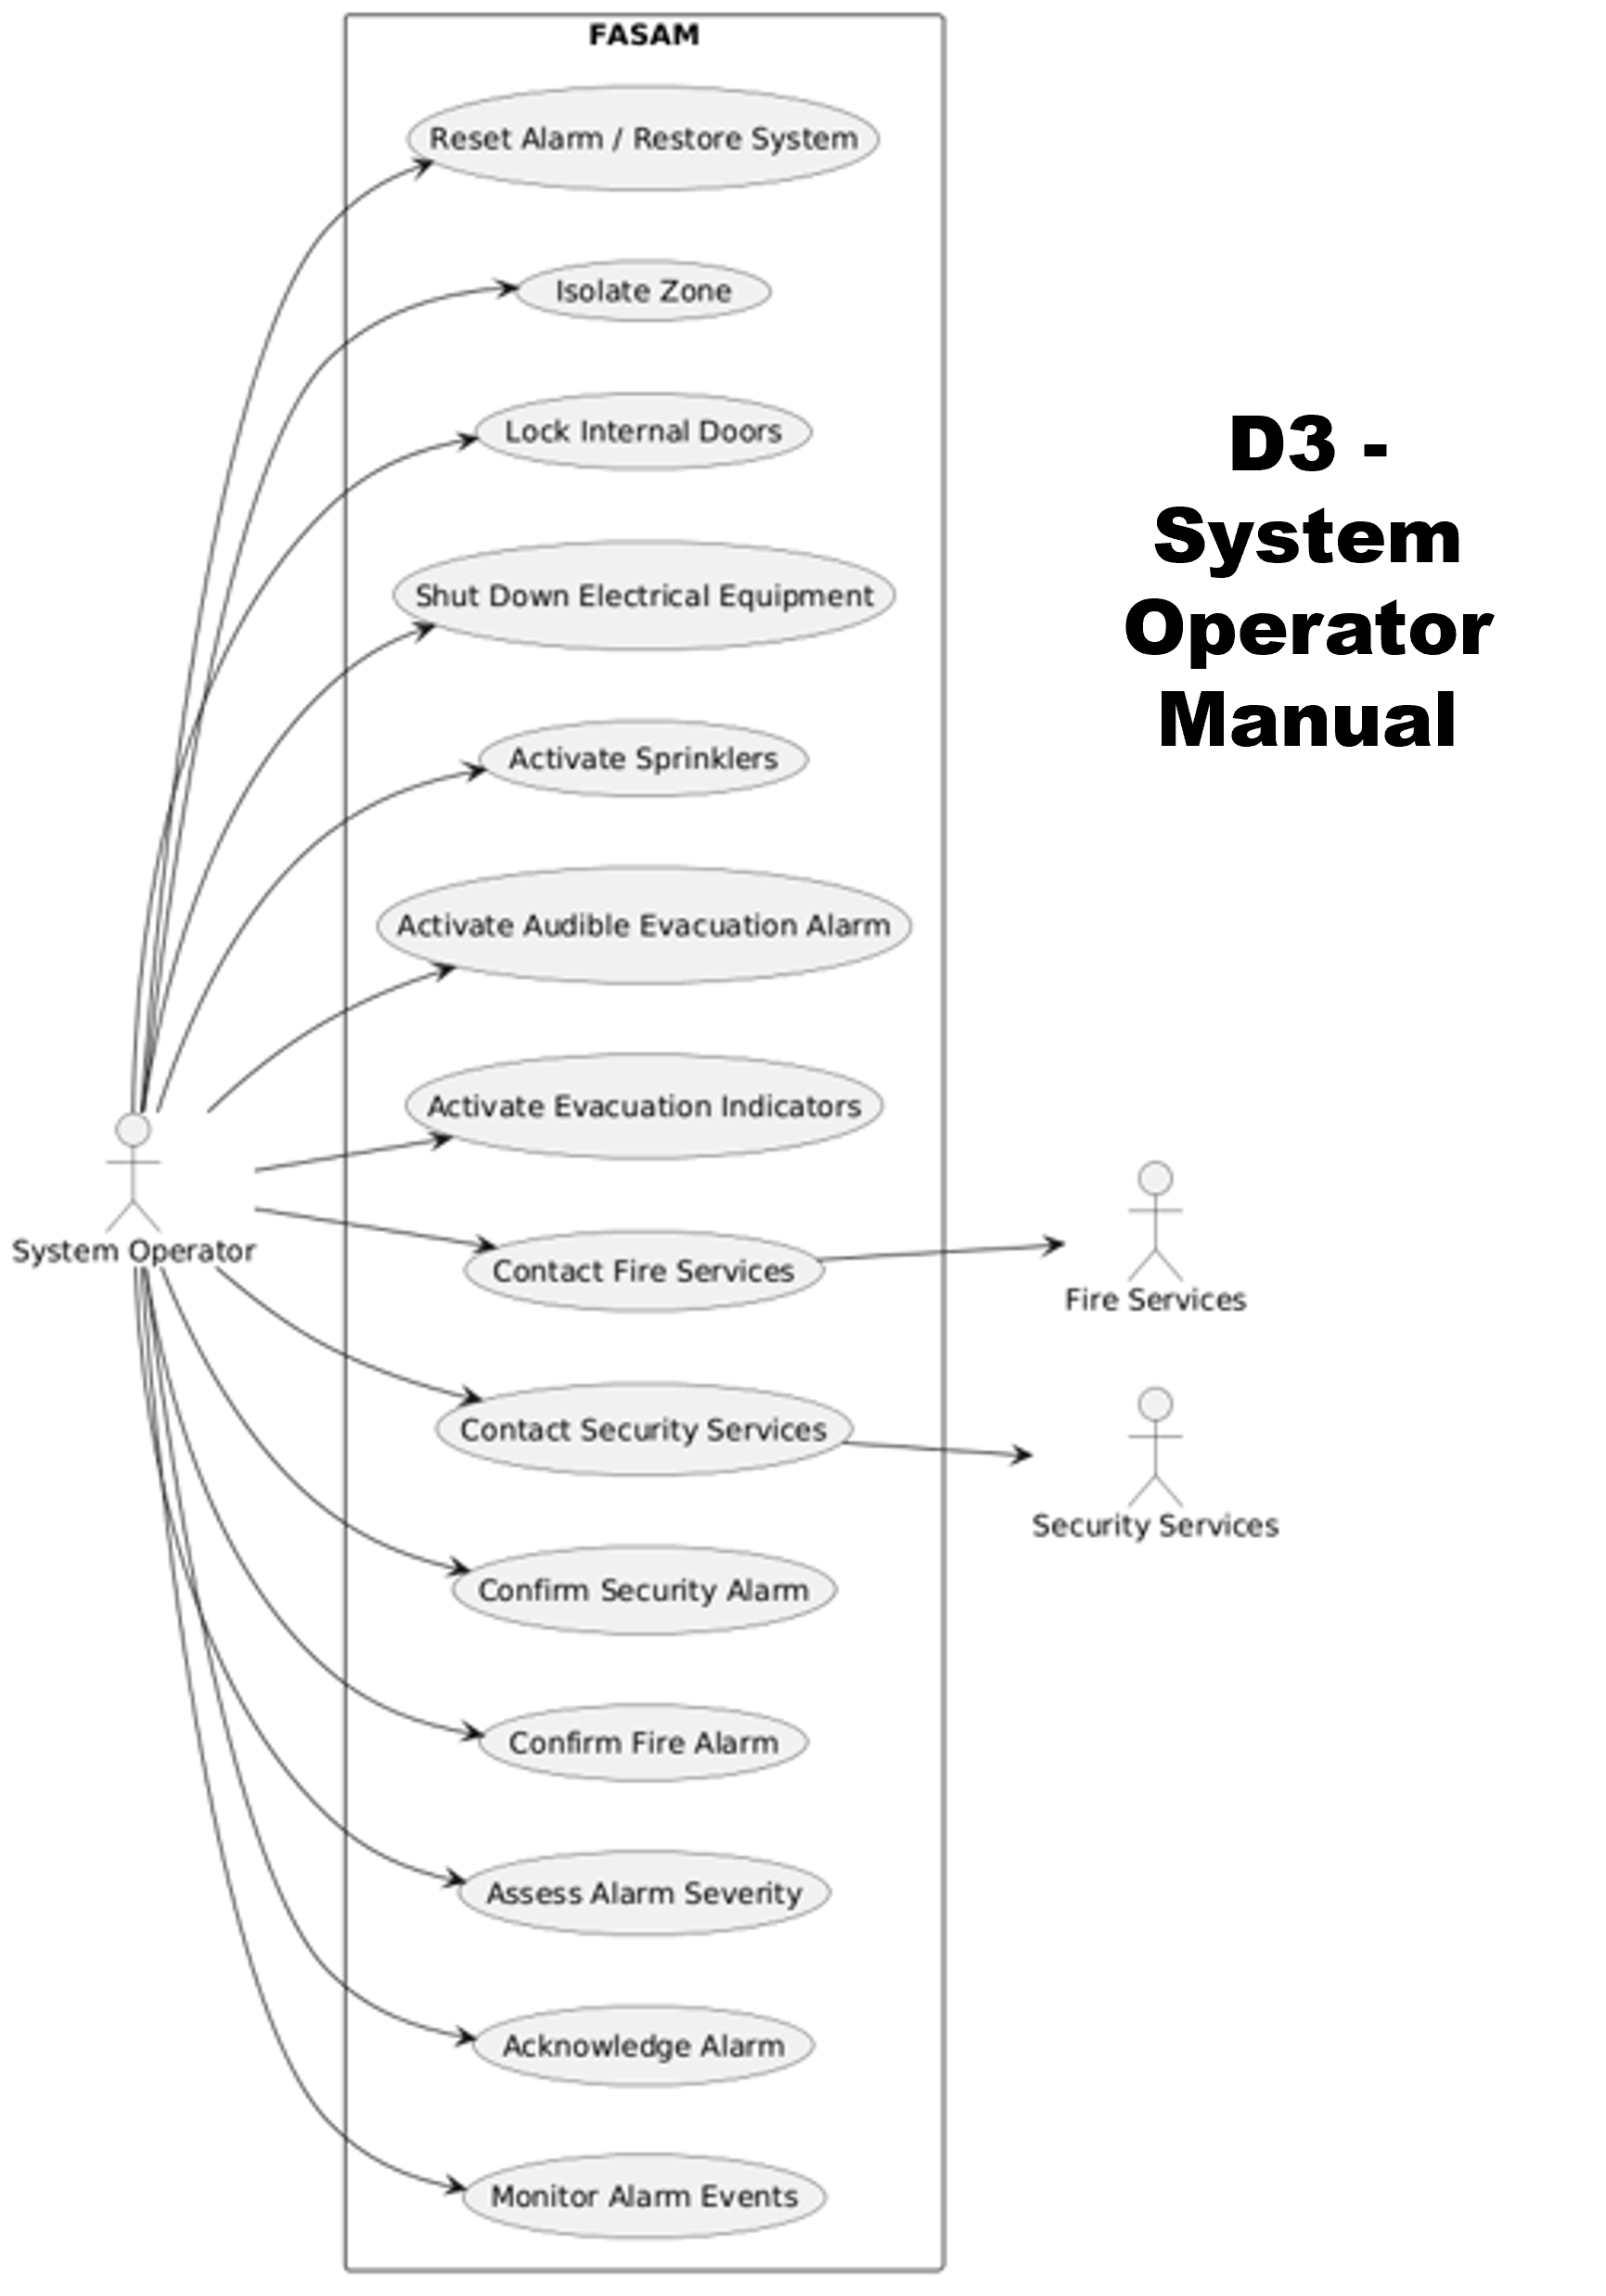 FASAM
Reset Alarm / Restore System
Isolate Zone
Lock Internal Doors
Shut Down Electrical Equipment
Activate Sprinklers
Activate Audible Evacuation Alarm
Activate Evacuation Indicators
System Operator
Contact Fire Services
Contact Security Services
Confirm Security Alarm
Confirm Fire Alarm
Assess Alarm Severity
Acknowledge Alarm
Monitor Alarm Events
D3 -
System
Operator
Manual
Fire Services
Security Services